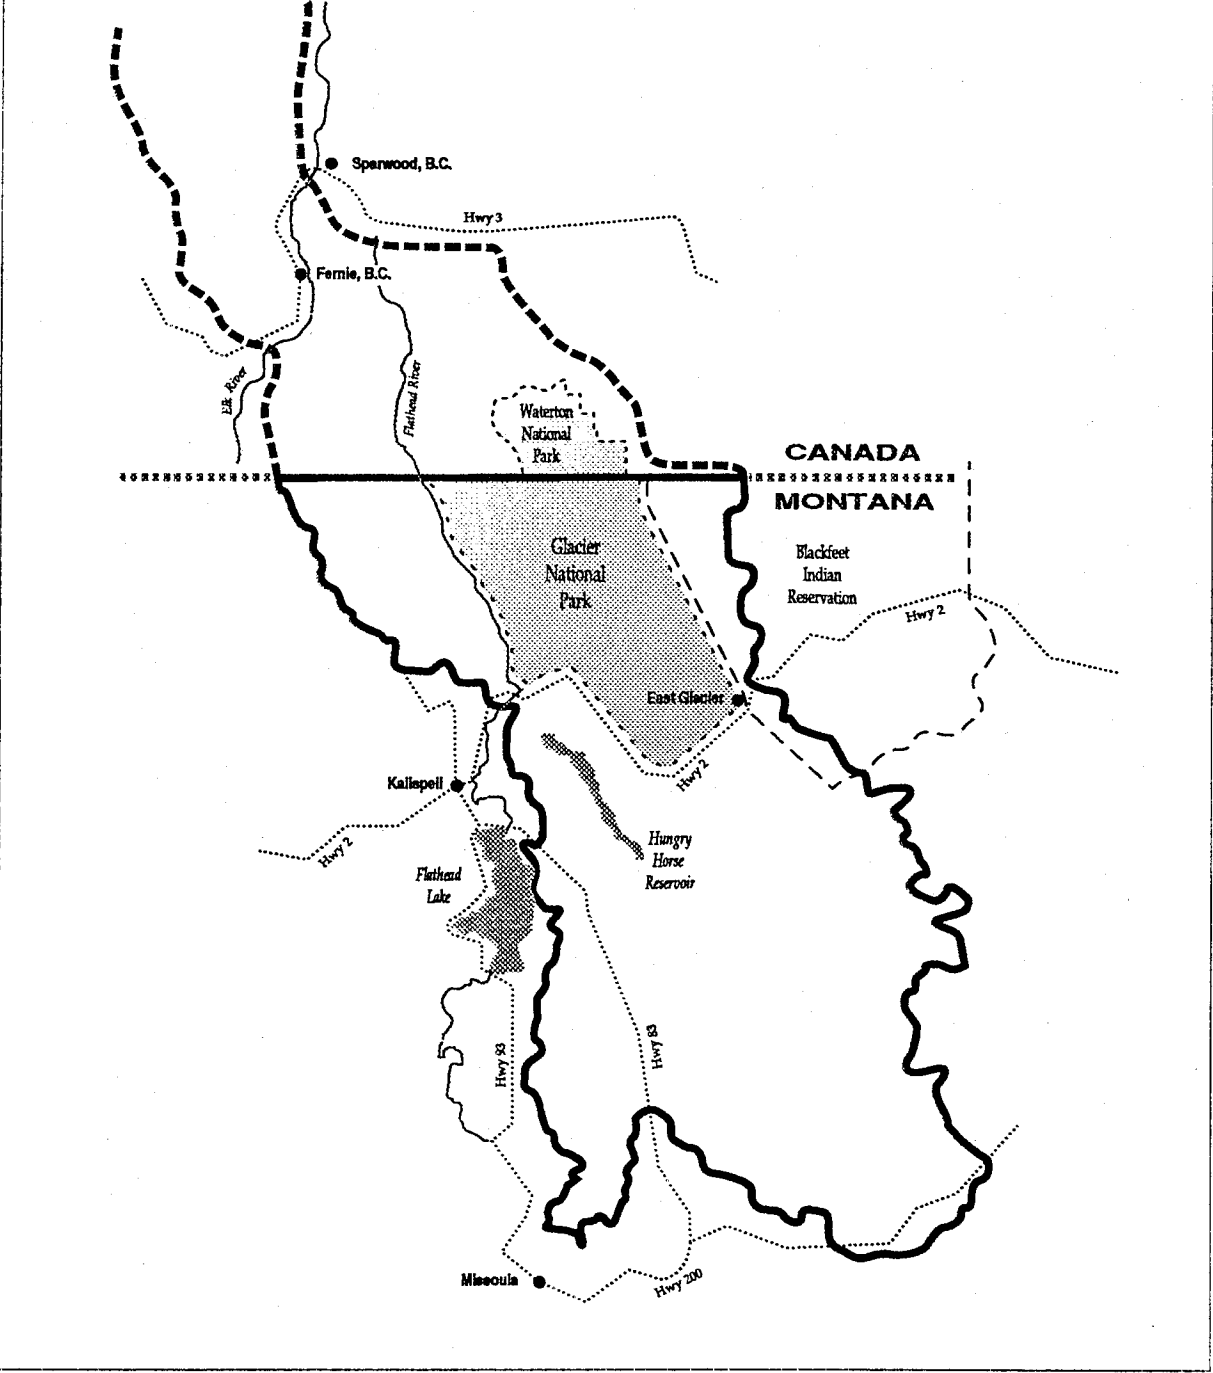 Sparwood, B.C.
Hwy 3
Fernie, B.C.
Elk River
Flathead River
Waterton
National
Park
CANADA
MONTANA
Glacier
National
Park
Blackfeet
Indian
Reservation
Hwy 2
East Glacier
Hwy 2
Kalispell
Hwy 2
Hungry
Horse
Reservoir
Flathead
Lake
Hwy 93
Hwy 83
Missoula
Hwy 200